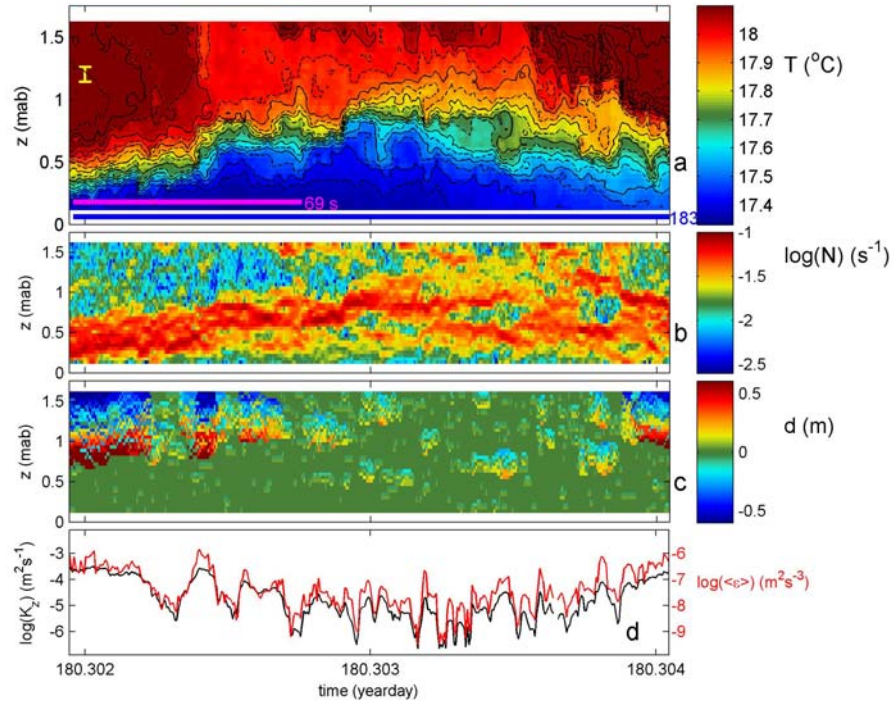 1.5
1
0.5
0
z (mab)
a
69 s
183
18
17.9
17.8
17.7
17.6
17.5
17.4
T (°C)
1.5
1
0.5
0
z (mab)
b
-1
-1.5
-2
-2.5
log(N) (s⁻¹)
1.5
1
0.5
0
z (mab)
c
0.5
0
-0.5
d (m)
-3
-4
-5
-6
log(K_z) (m²s⁻¹)
d
-6
-7
-8
-9
log(<ε>) (m²s⁻³)
180.302 180.303 180.304
time (yearday)